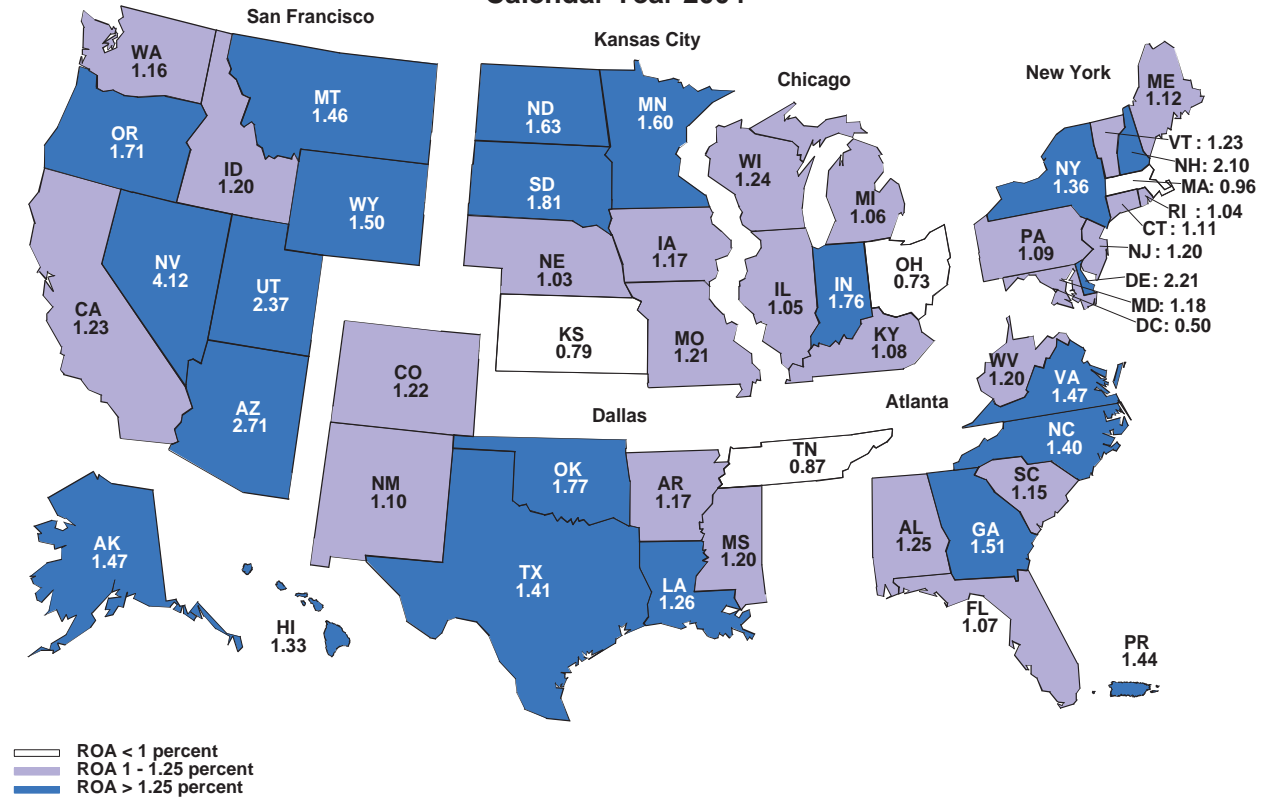 Calendar Year 2004
San Francisco
Kansas City
Chicago
New York
WA
1.16
MT
1.46
ND
1.63
MN
1.60
ME
1.12
OR
1.71
ID
1.20
WY
1.50
SD
1.81
WI
1.24
MI
1.06
NY
1.36
VT : 1.23
NH: 2.10
MA: 0.96
RI : 1.04
CT : 1.11
NJ : 1.20
DE: 2.21
MD: 1.18
DC: 0.50
PA
1.09
NV
4.12
UT
2.37
CA
1.23
NE
1.03
IA
1.17
IL
1.05
IN
1.76
OH
0.73
KS
0.79
MO
1.21
KY
1.08
WV
1.20
VA
1.47
CO
1.22
AZ
2.71
Dallas
Atlanta
NC
1.40
TN
0.87
SC
1.15
NM
1.10
OK
1.77
AR
1.17
AL
1.25
GA
1.51
MS
1.20
AK
1.47
TX
1.41
LA
1.26
FL
1.07
HI
1.33
PR
1.44
ROA < 1 percent
ROA 1 - 1.25 percent
ROA > 1.25 percent